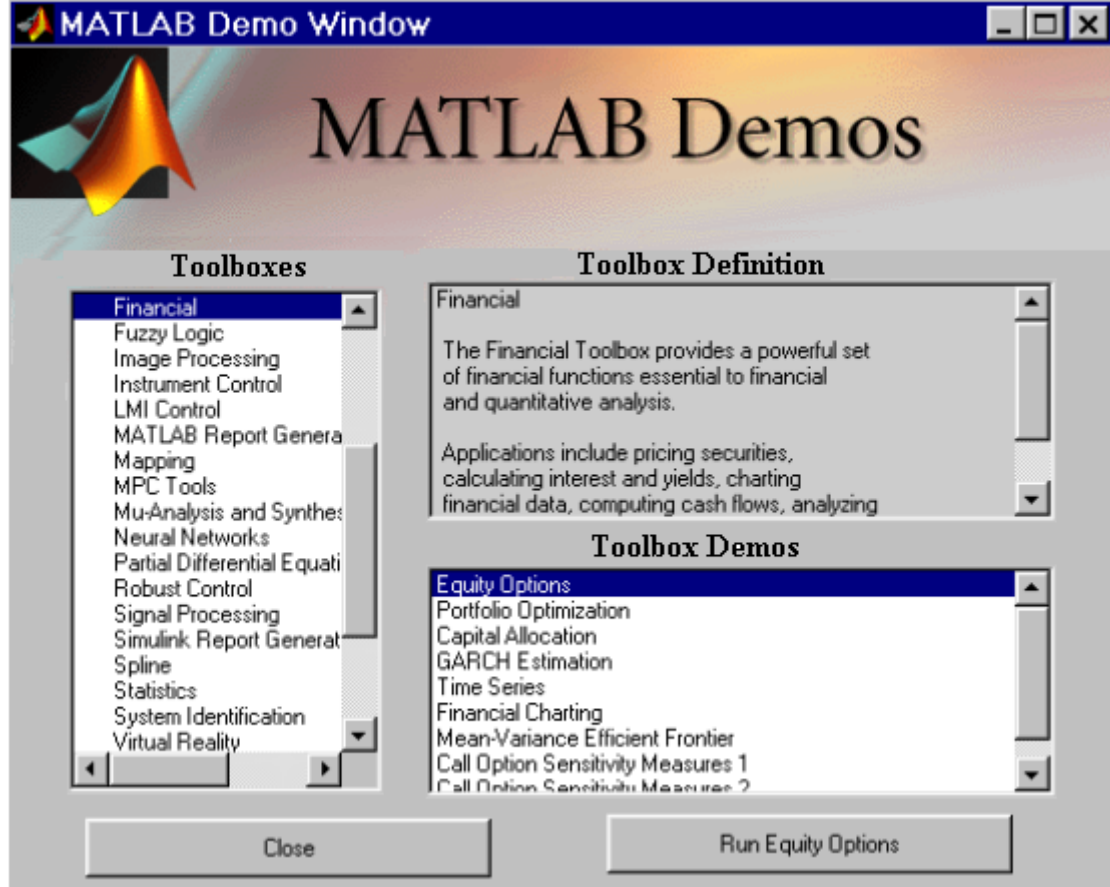 MATLAB Demo Window
MATLAB Demos
Toolboxes
Financial
Fuzzy Logic
Image Processing
Instrument Control
LMI Control
MATLAB Report Genera
Mapping
MPC Tools
Mu-Analysis and Synthes
Neural Networks
Partial Differential Equati
Robust Control
Signal Processing
Simulink Report Generat
Spline
Statistics
System Identification
Virtual Reality
Toolbox Definition
Financial
The Financial Toolbox provides a powerful set
of financial functions essential to financial
and quantitative analysis.
Applications include pricing securities,
calculating interest and yields, charting
financial data, computing cash flows, analyzing
Toolbox Demos
Equity Options
Portfolio Optimization
Capital Allocation
GARCH Estimation
Time Series
Financial Charting
Mean-Variance Efficient Frontier
Call Option Sensitivity Measures 1
Call Option Sensitivity Measures 2
Close
Run Equity Options